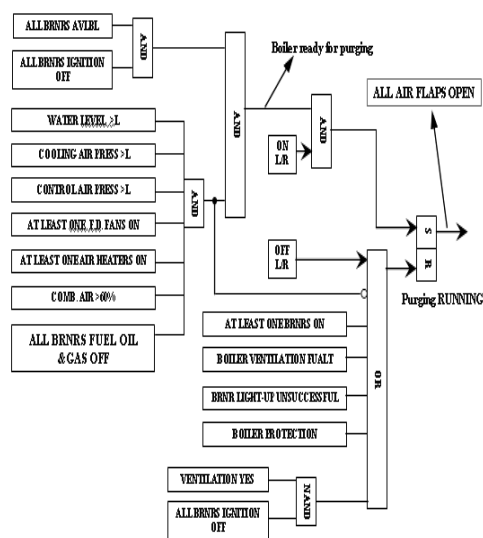 ALL BRNRS AVLBL
ALL BRNRS IGNITION
OFF
AND
WATER LEVEL >L
COOLING AIR PRESS >L
CONTROL AIR PRESS >L
AT LEAST ONE F.D. FANS ON
AT LEAST ONE AIR HEATERS ON
COMB. AIR >60%
ALL BRNRS FUEL OIL
& GAS OFF
AND
AND
Boiler ready for purging
ON
L/R
AND
ALL AIR FLAPS OPEN
OFF
L/R
S
R
Purging RUNNING
AT LEAST ONE BRNRS ON
BOILER VENTILATION FUALT
BRNR LIGHT-UP UNSUCCESSFUL
BOILER PROTECTION
OR
VENTILATION YES
ALL BRNRS IGNITION
OFF
NAND